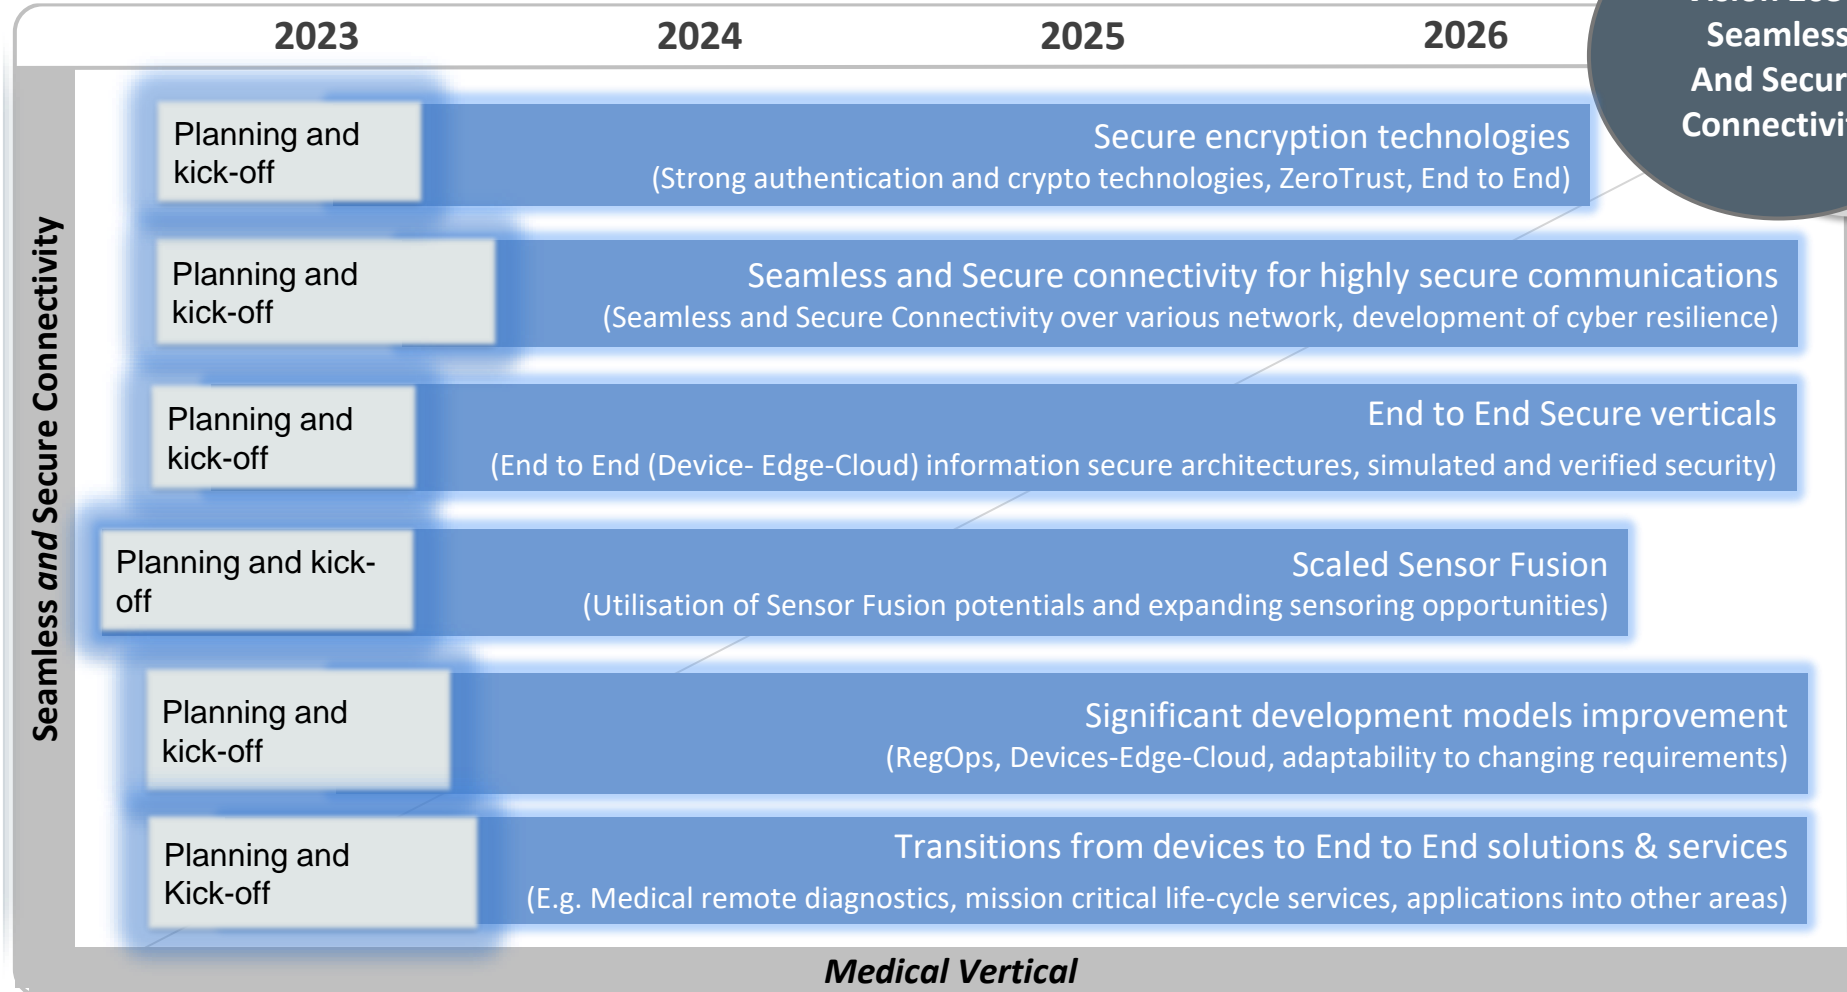 2023 2024 2025 2026
Seamless
And
Seamless and Secure Connectivity
Planning and
kick-off
Secure encryption technologies
(Strong authentication and crypto technologies, ZeroTrust, End to End)
Planning and
kick-off
Seamless and Secure connectivity for highly secure communications
(Seamless and Secure Connectivity over various network, development of cyber resilience)
Planning and
kick-off
End to End Secure verticals
(End to End (Device- Edge-Cloud) information secure architectures, simulated and verified security)
Planning and kick-
off
Scaled Sensor Fusion
(Utilisation of Sensor Fusion potentials and expanding sensoring opportunities)
Planning and
kick-off
Significant development models improvement
(RegOps, Devices-Edge-Cloud, adaptability to changing requirements)
Planning and
Kick-off
Transitions from devices to End to End solutions & services
(E.g. Medical remote diagnostics, mission critical life-cycle services, applications into other areas)
Medical Vertical